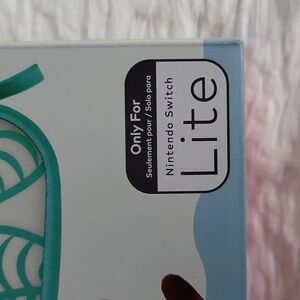 Only For
Seulement pour / Solo para
Nintendo Switch
Lite